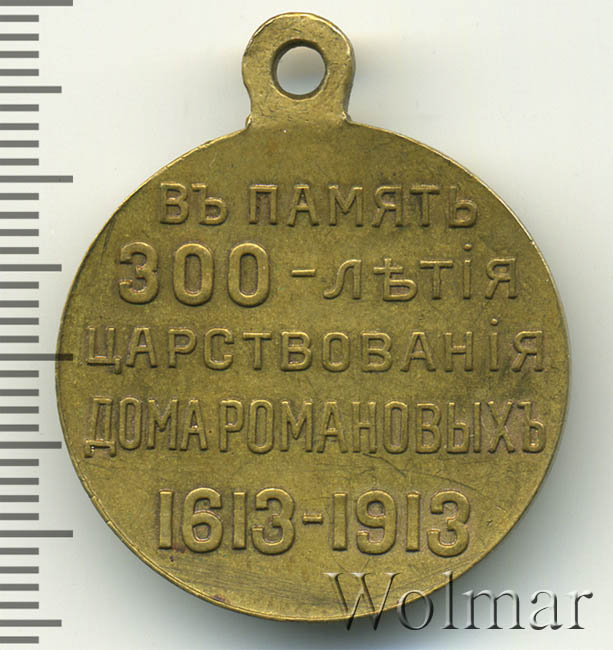 ВЪ ПАМЯТЬ
300-ЛѢТІЯ
ЦАРСТВОВАНІЯ
ДОМА РОМАНОВЫХЪ
1613-1913
Wolmar